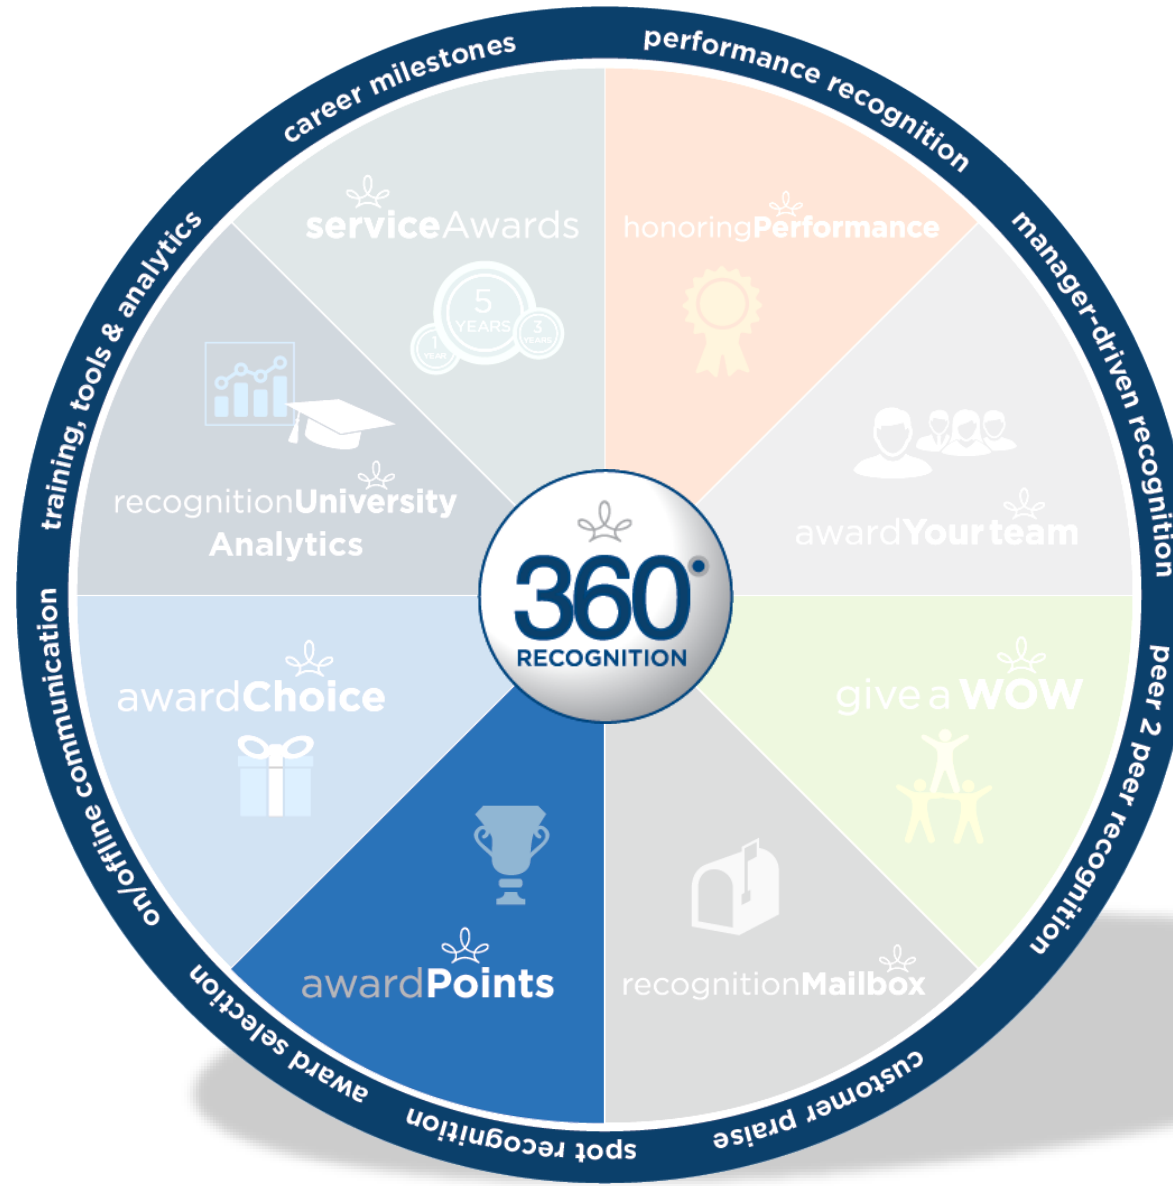 career milestones
performance recognition
manager-driven recognition
peer 2 peer recognition
customer praise
spot recognition
award selection
on/offline communication
training, tools & analytics
serviceAwards
5
YEARS
1
YEAR
3
YEARS
honoringPerformance
awardYour team
give a WOW
recognitionMailbox
awardPoints
awardChoice
recognitionUniversity
Analytics
360°
RECOGNITION